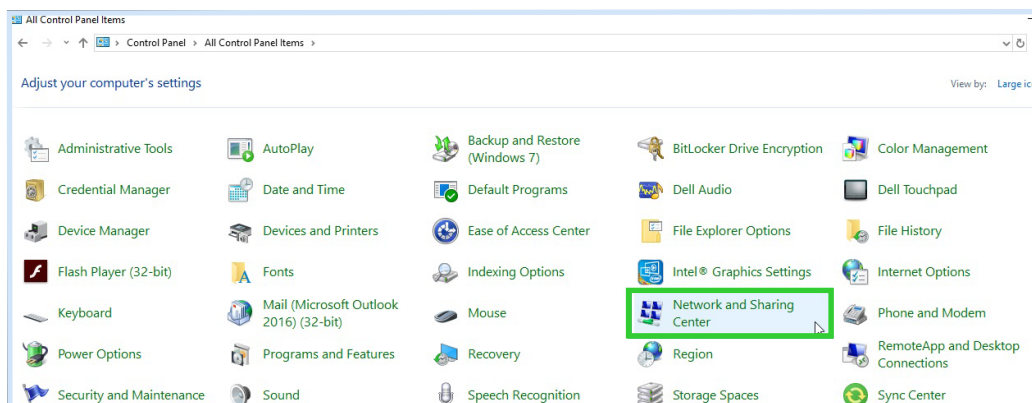 All Control Panel Items
Control Panel > All Control Panel Items >
Adjust your computer's settings
View by: Large ic
Administrative Tools
AutoPlay
Backup and Restore
(Windows 7)
BitLocker Drive Encryption
Color Management
Credential Manager
Date and Time
Default Programs
Dell Audio
Dell Touchpad
Device Manager
Devices and Printers
Ease of Access Center
File Explorer Options
File History
Flash Player (32-bit)
Fonts
Indexing Options
Intel® Graphics Settings
Internet Options
Keyboard
Mail (Microsoft Outlook
2016) (32-bit)
Mouse
Network and Sharing
Center
Phone and Modem
Power Options
Programs and Features
Recovery
Region
RemoteApp and Desktop
Connections
Security and Maintenance
Sound
Speech Recognition
Storage Spaces
Sync Center